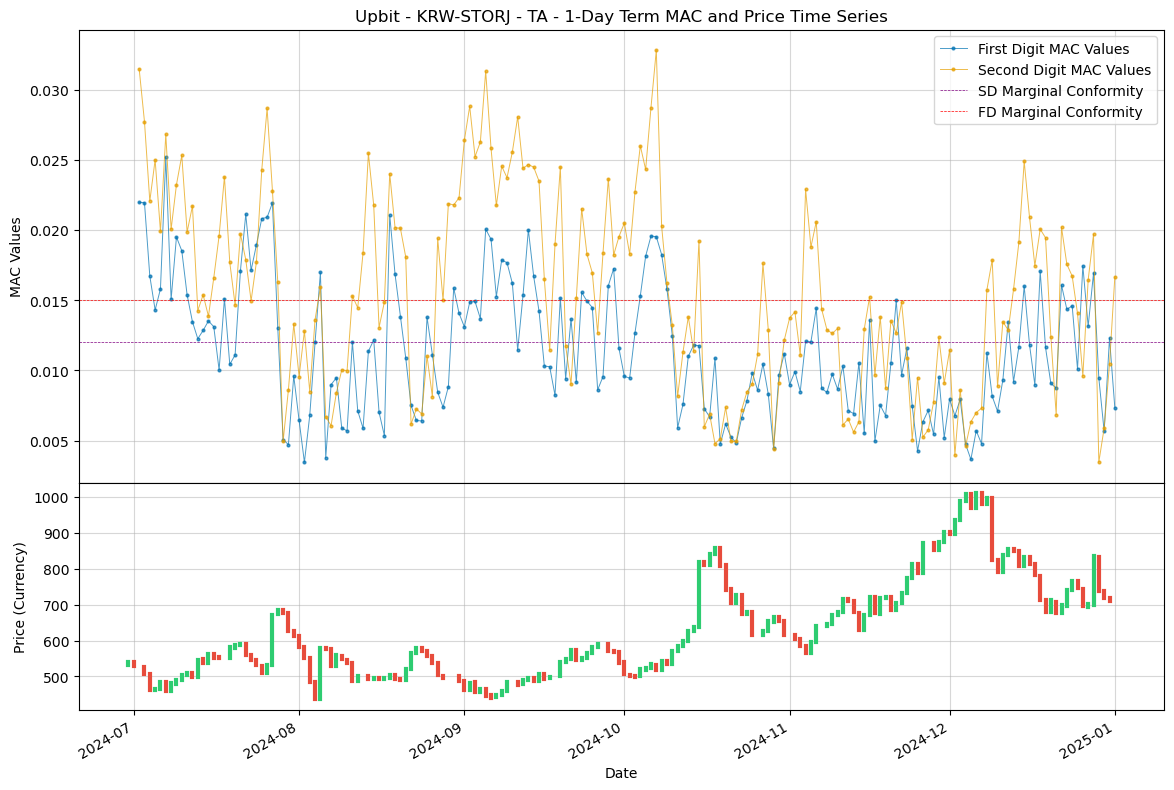 Upbit - KRW-STORJ - TA - 1-Day Term MAC and Price Time Series
First Digit MAC Values
Second Digit MAC Values
SD Marginal Conformity
FD Marginal Conformity
MAC Values
0.030
0.025
0.020
0.015
0.010
0.005
Price (Currency)
1000
900
800
700
600
500
2024-07
2024-08
2024-09
2024-10
2024-11
2024-12
2025-01
Date